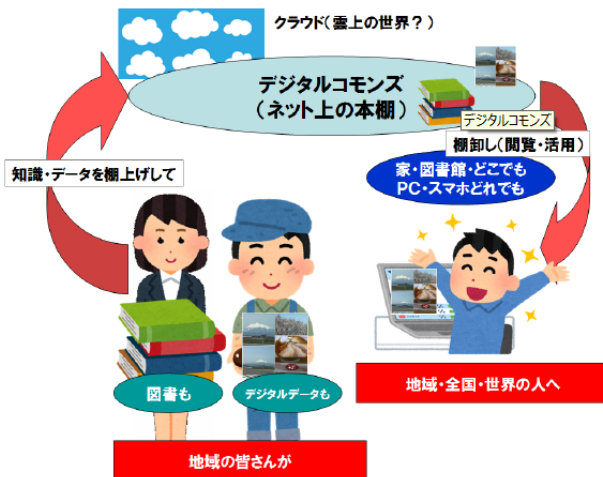 クラウド(雲上の世界？)
デジタルコモンズ
(ネット上の本棚)
デジタルコモンズ
棚卸し(閲覧・活用)
知識・データを棚上げして
家・図書館・どこでも
PC・スマホどれでも
図書も
デジタルデータも
地域・全国・世界の人へ
地域の皆さんが